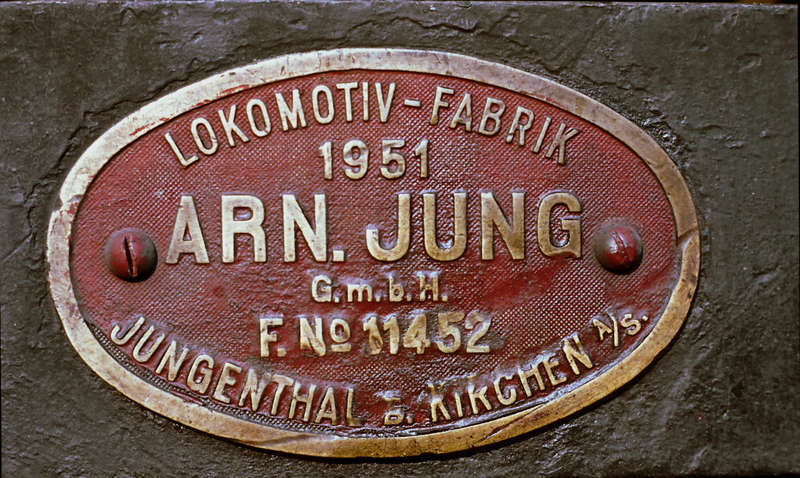 LOKOMOTIV-FABRIK
1951
ARN. JUNG
G.m.b.H.
F. No 11452
JUNGENTHAL B. KIRCHEN A/S.